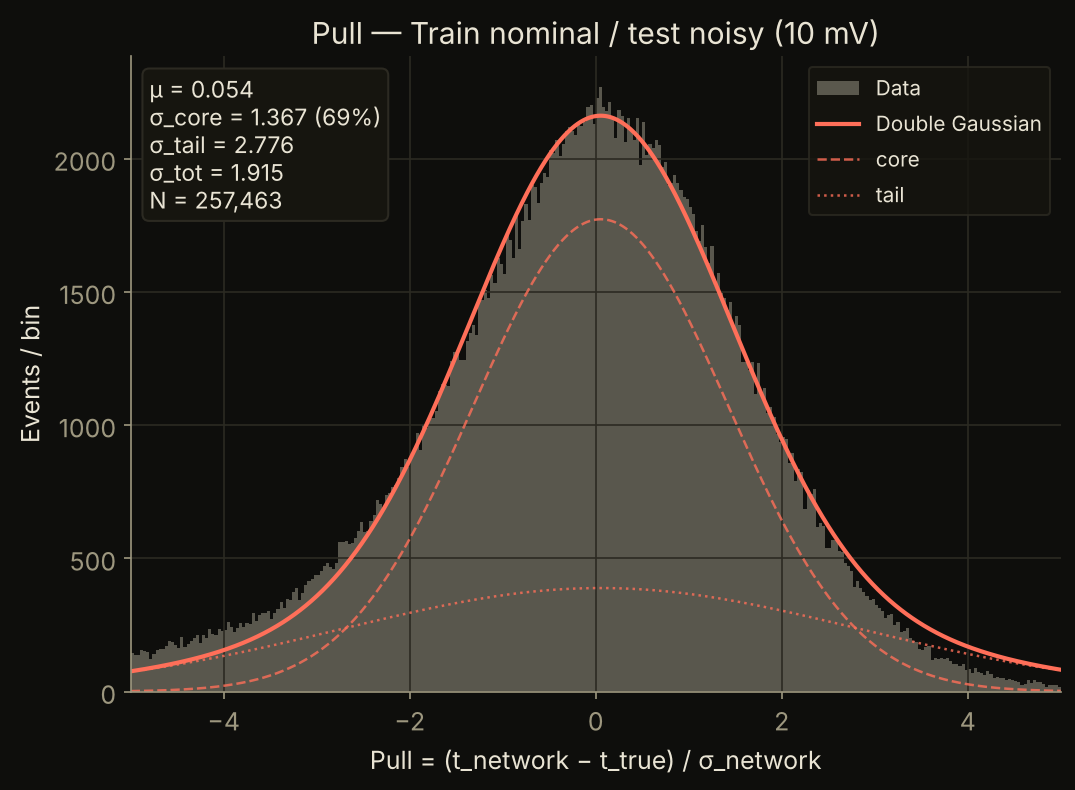 Pull — Train nominal / test noisy (10 mV)
μ = 0.054
σ_core = 1.367 (69%)
σ_tail = 2.776
σ_tot = 1.915
N = 257,463
Data
Double Gaussian
core
tail
Events / bin
2000
1500
1000
500
0
−4
−2
0
2
4
Pull = (t_network − t_true) / σ_network